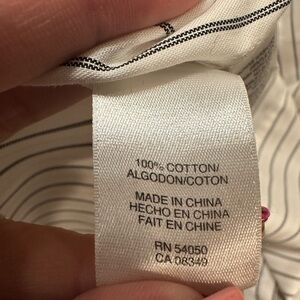 100% COTTON/
ALGODON/COTON
MADE IN CHINA
HECHO EN CHINA
FAIT EN CHINE
RN 54050
CA 08349